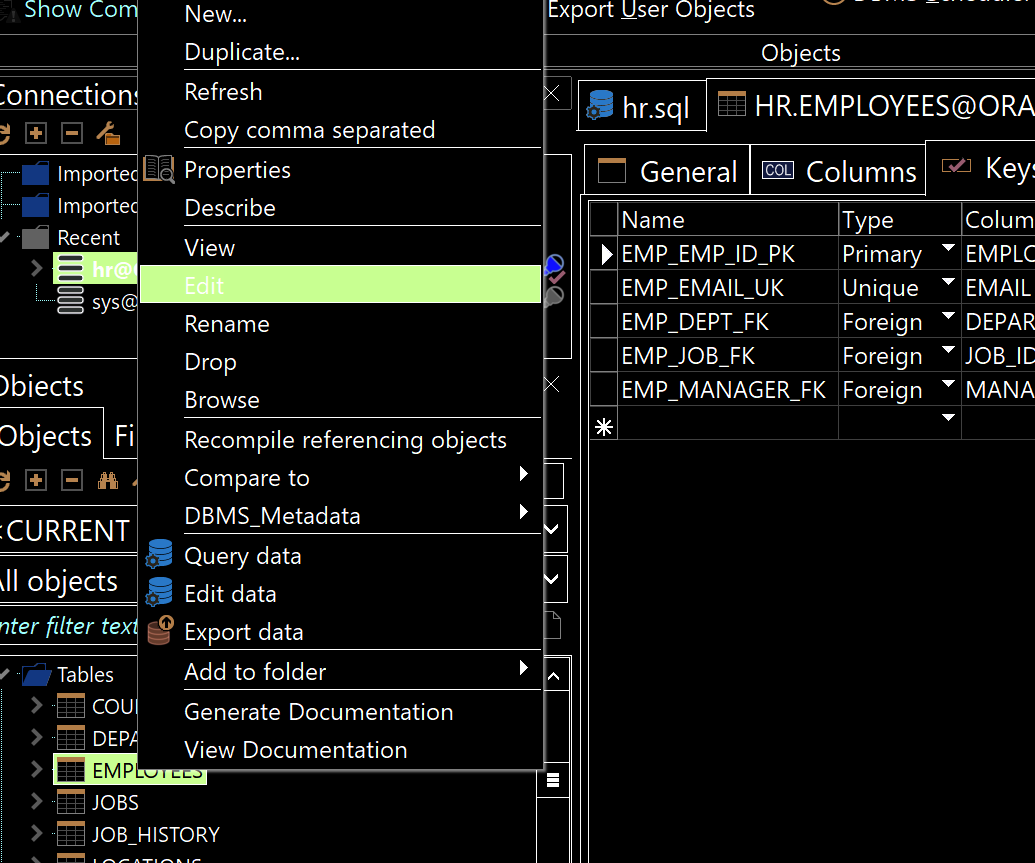 Show Com
New...
Export User Objects
Duplicate...
Objects
Connections
Refresh
Copy comma separated
hr.sql
HR.EMPLOYEES@ORA
Imported
Properties
General
COL
Columns
Keys
Imported
Describe
Name
Type
Colum
Recent
View
EMP_EMP_ID_PK
Primary
EMPLO
hr@
Edit
EMP_EMAIL_UK
Unique
EMAIL
sys@
Rename
EMP_DEPT_FK
Foreign
DEPAR
Drop
EMP_JOB_FK
Foreign
JOB_ID
Objects
Browse
EMP_MANAGER_FK
Foreign
MANA
Objects
Fi
Recompile referencing objects
Compare to
<CURRENT
DBMS_Metadata
Query data
All objects
Edit data
nter filter text
Export data
Tables
Add to folder
COU
Generate Documentation
DEPA
View Documentation
EMPLOYEES
JOBS
JOB_HISTORY
LOCATIONS